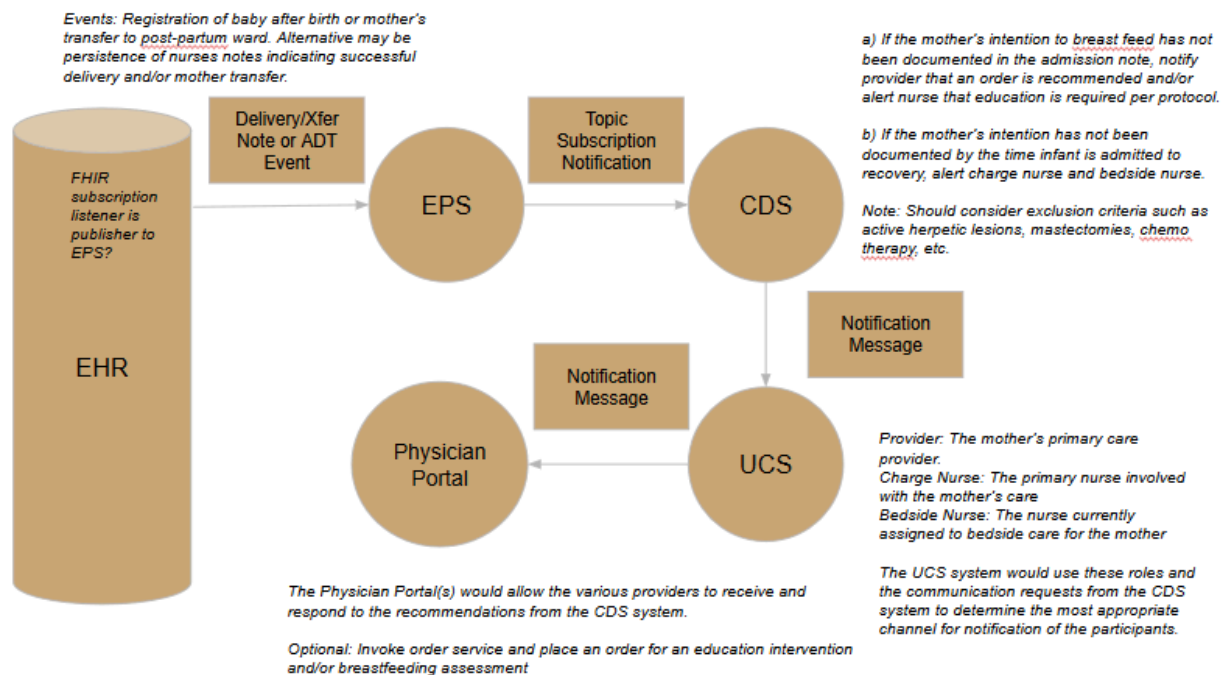 Events: Registration of baby after birth or mother's
transfer to post-partum ward. Alternative may be
persistence of nurses notes indicating successful
delivery and/or mother transfer.
Delivery/Xfer
Note or ADT
Event
Topic
Subscription
Notification
a) If the mother's intention to breast feed has not
been documented in the admission note, notify
provider that an order is recommended and/or
alert nurse that education is required per protocol.
b) If the mother's intention has not been
documented by the time infant is admitted to
recovery, alert charge nurse and bedside nurse.
Note: Should consider exclusion criteria such as
active herpetic lesions, mastectomies, chemo
therapy, etc.
FHIR
subscription
listener is
publisher to
EPS?
EHR
EPS
CDS
Notification
Message
Notification
Message
Physician
Portal
UCS
Provider: The mother's primary care
provider.
Charge Nurse: The primary nurse involved
with the mother's care
Bedside Nurse: The nurse currently
assigned to bedside care for the mother
The UCS system would use these roles and
the communication requests from the CDS
system to determine the most appropriate
channel for notification of the participants.
The Physician Portal(s) would allow the various providers to receive and
respond to the recommendations from the CDS system.
Optional: Invoke order service and place an order for an education intervention
and/or breastfeeding assessment